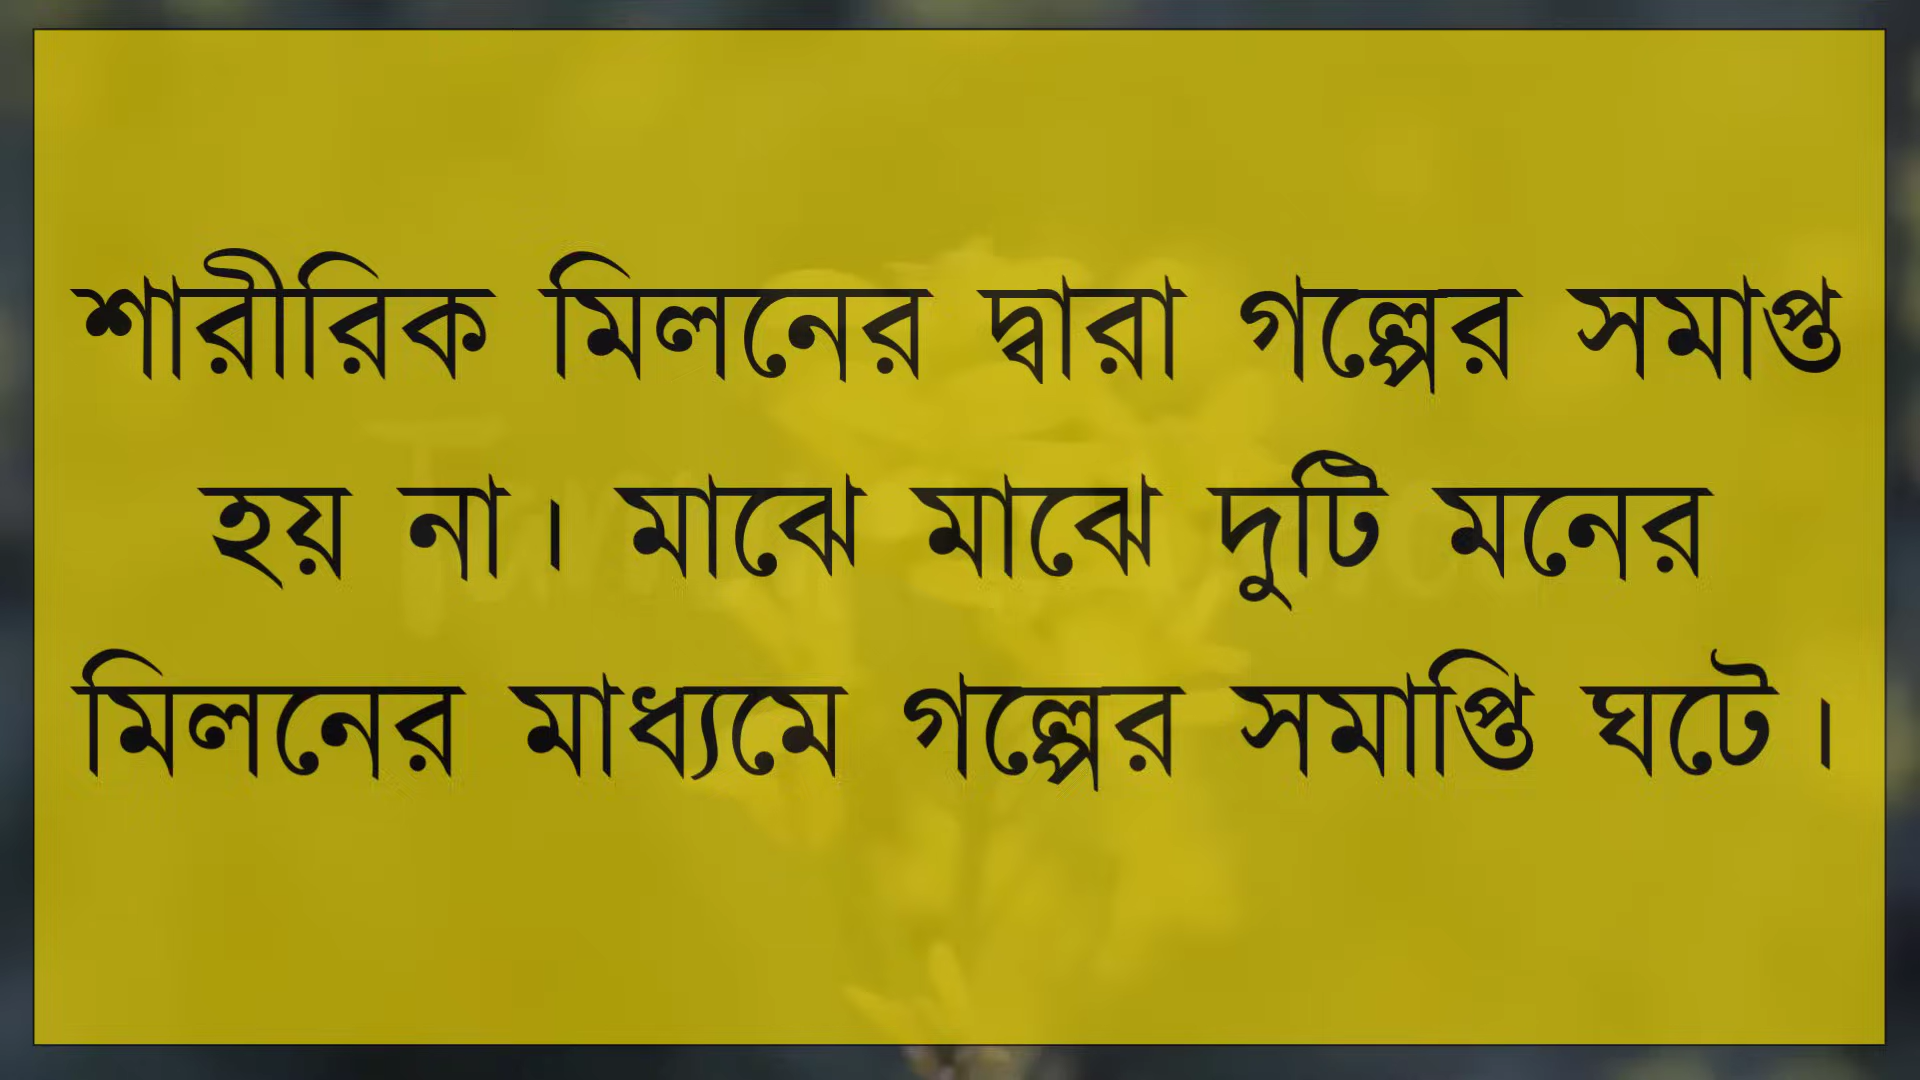 শারীরিক মিলনের দ্বারা গল্পের সমাপ্ত
হয় না। মাঝে মাঝে দুটি মনের
মিলনের মাধ্যমে গল্পের সমাপ্তি ঘটে।